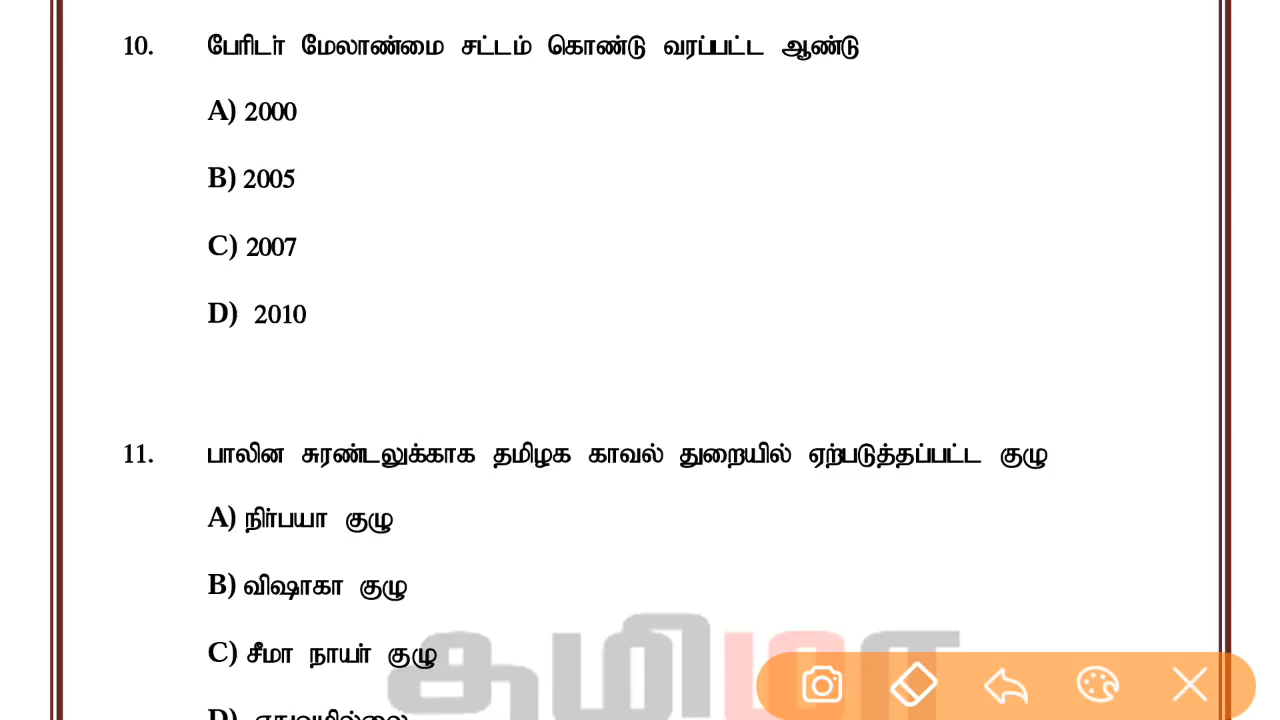 10. பேரிடர் மேலாண்மை சட்டம் கொண்டு வரப்பட்ட ஆண்டு
A) 2000
B) 2005
C) 2007
D) 2010
11. பாலின சுரண்டலுக்காக தமிழக காவல் துறையில் ஏற்படுத்தப்பட்ட குழு
A) நிர்பயா குழு
B) விஷாகா குழு
C) சீமா நாயர் குழு
D) எதுவுமில்லை